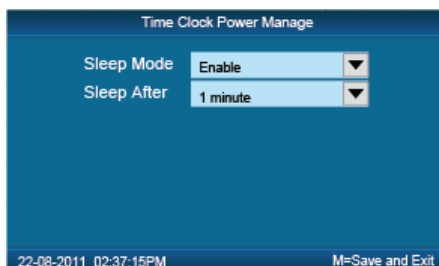 Time Clock Power Manage
Sleep Mode Enable
Sleep After 1 minute
22-08-2011 02:37:15PM M=Save and Exit